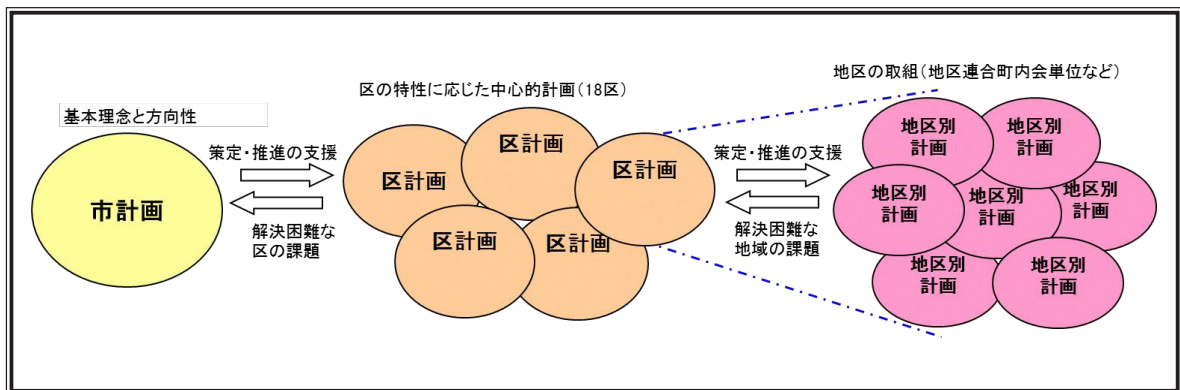 基本理念と方向性
市計画
策定・推進の支援
解決困難な
区の課題
区の特性に応じた中心的計画(18区)
区計画
区計画
区計画
区計画
区計画
策定・推進の支援
解決困難な
地域の課題
地区の取組(地区連合町内会単位など)
地区別
計画
地区別
計画
地区別
計画
地区別
計画
地区別
計画
地区別
計画
地区別
計画